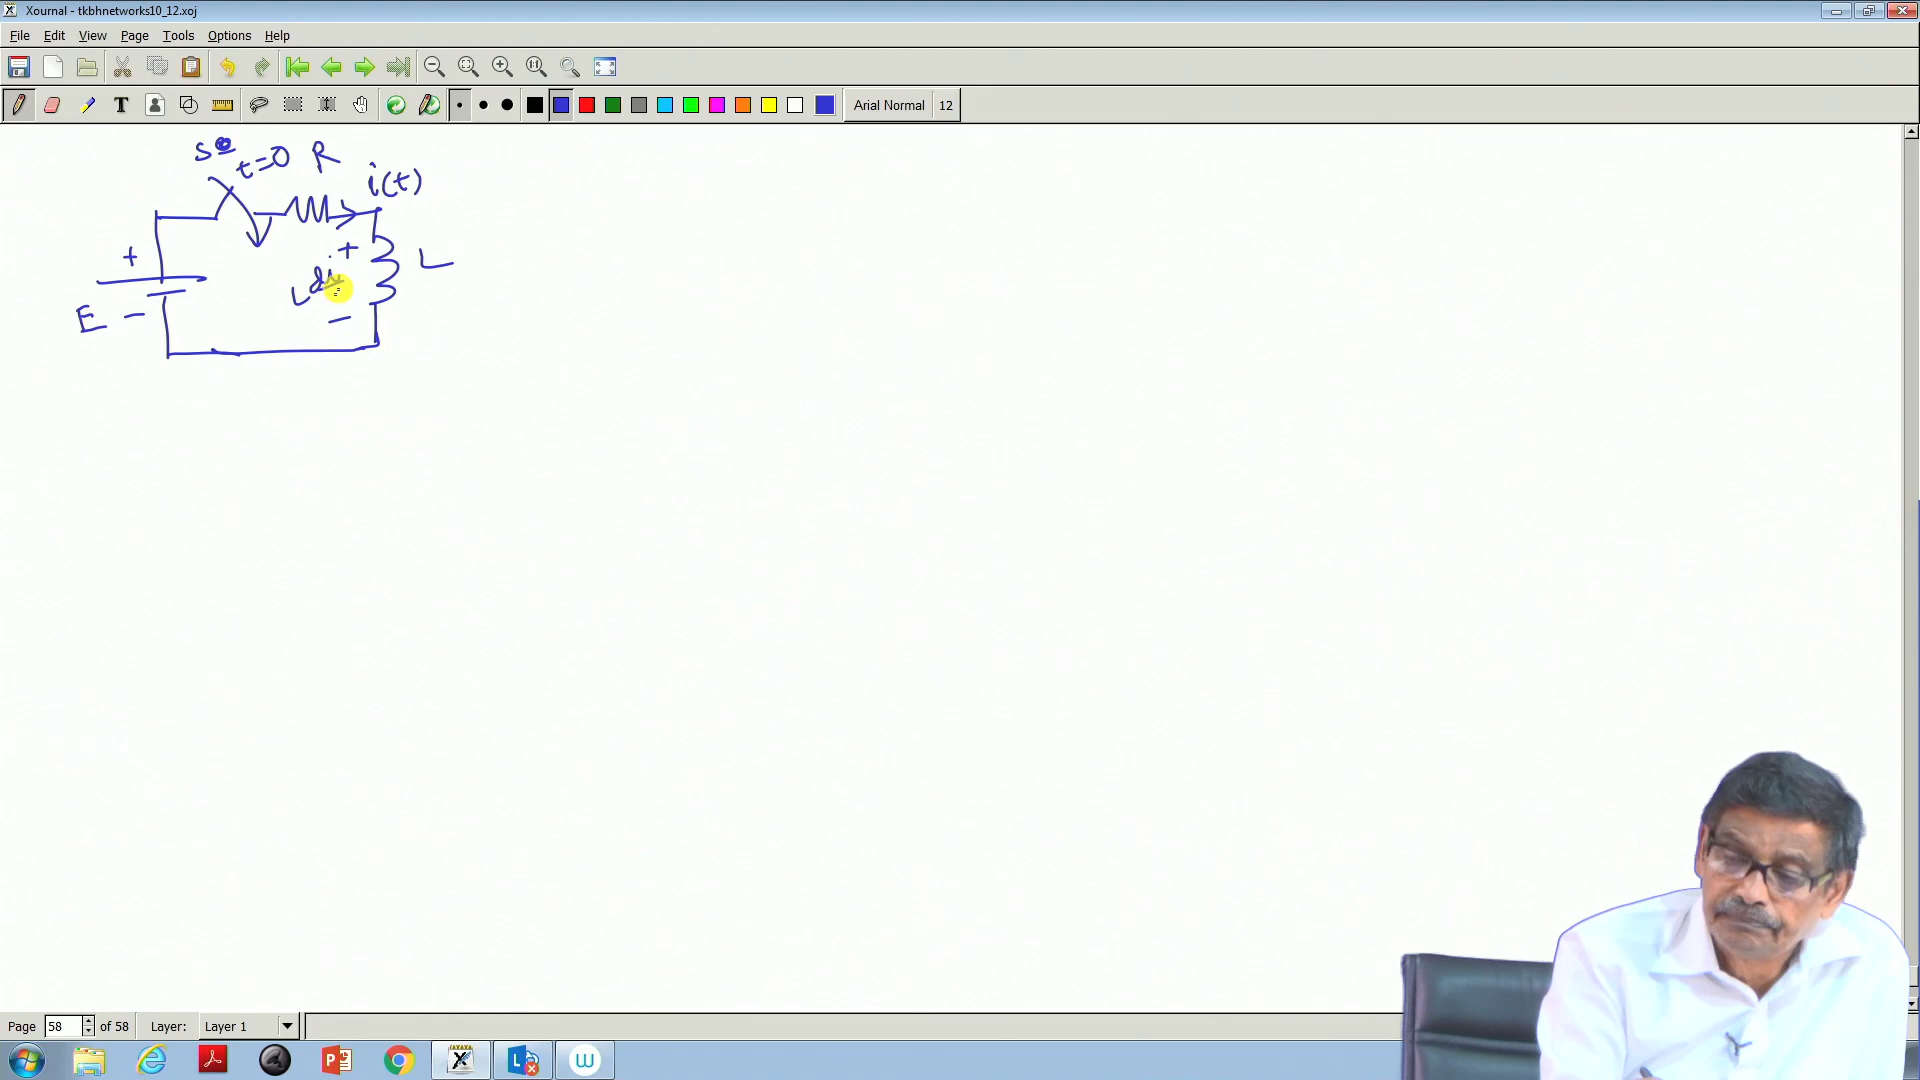 Xournal - tkbhnetworks10_12.xoj
File Edit View Page Tools Options Help
Arial Normal 12
S t=0 R
i(t)
+ +
L di L
E - -
Page 58 of 58 Layer: Layer 1